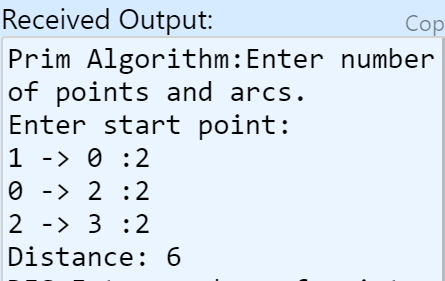 Received Output:
Cop
Prim Algorithm:Enter number
of points and arcs.
Enter start point:
1 -> 0 :2
0 -> 2 :2
2 -> 3 :2
Distance: 6